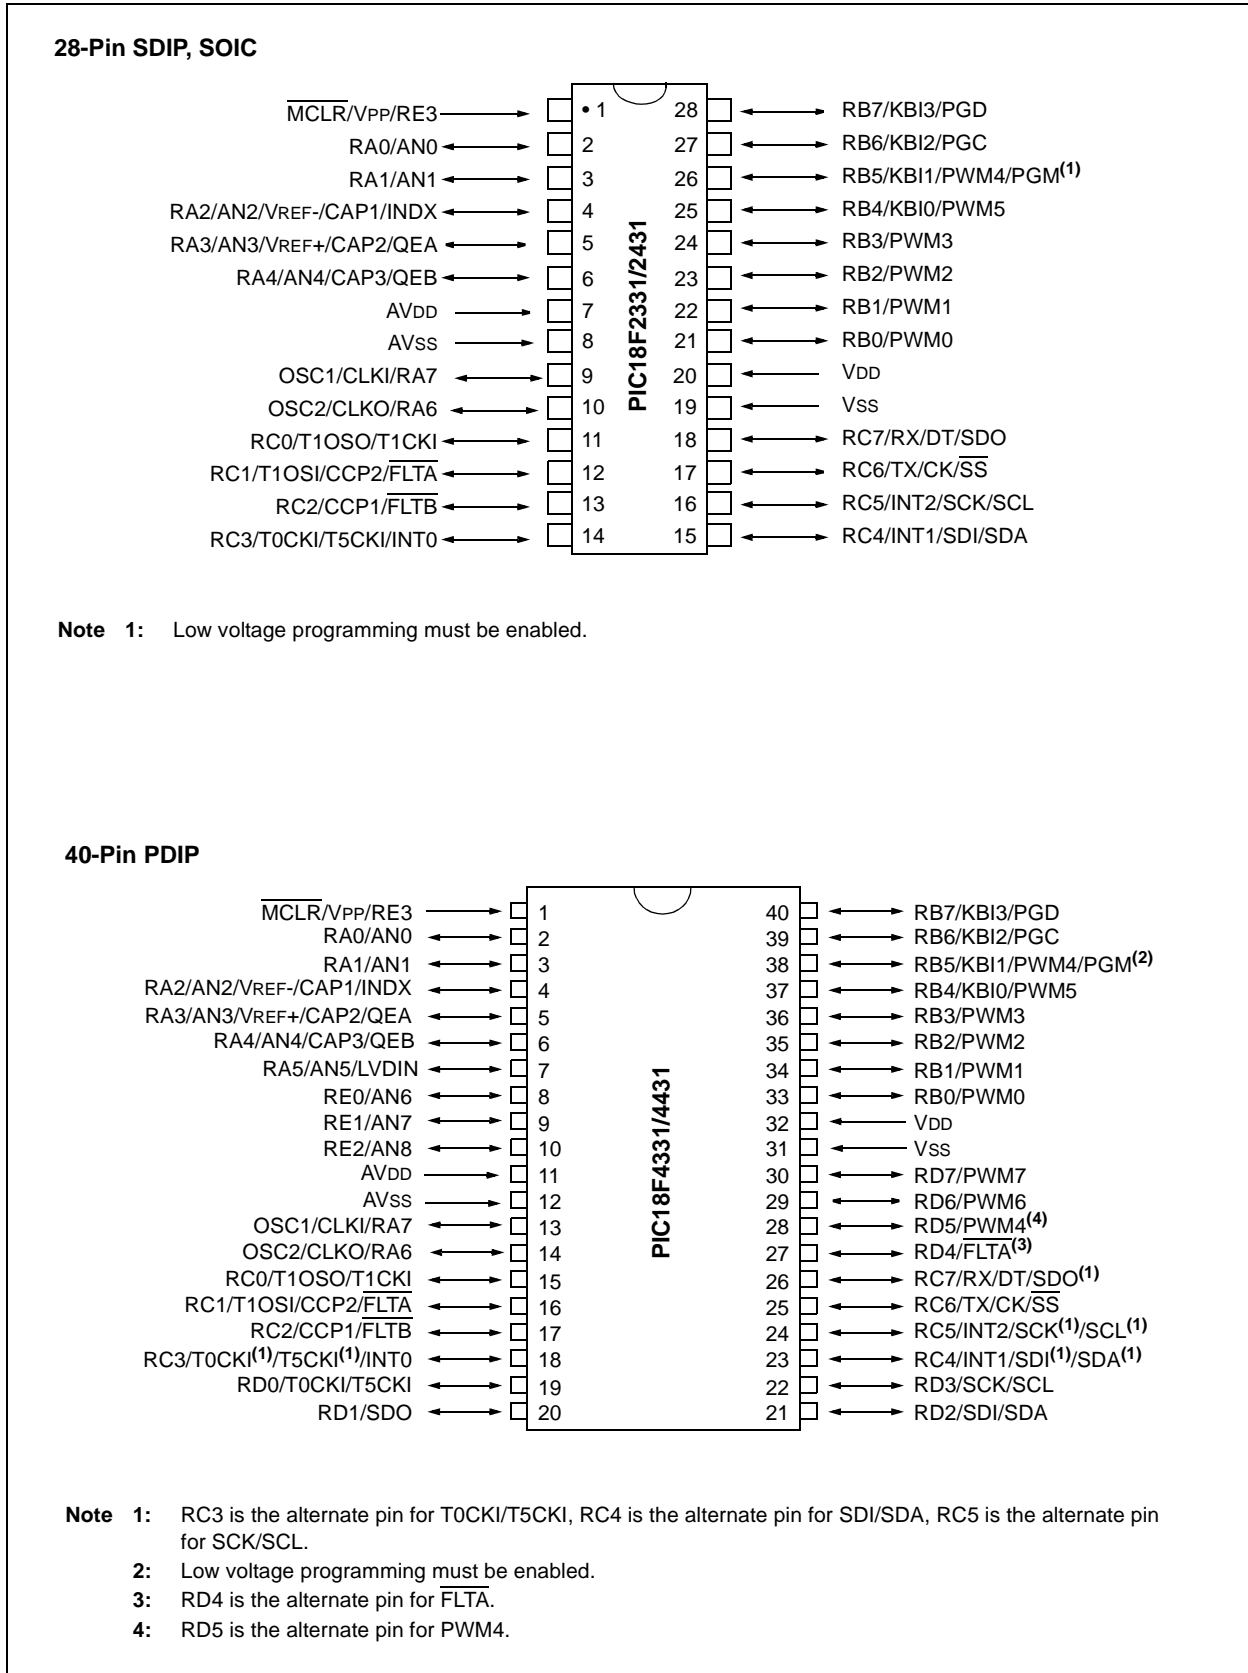 28-Pin SDIP, SOIC
MCLR/VPP/RE3 1 28 RB7/KBI3/PGD
RA0/AN0 2 27 RB6/KBI2/PGC
RA1/AN1 3 26 RB5/KBI1/PWM4/PGM(1)
RA2/AN2/VREF-/CAP1/INDX 4 25 RB4/KBI0/PWM5
RA3/AN3/VREF+/CAP2/QEA 5 24 RB3/PWM3
RA4/AN4/CAP3/QEB 6 23 RB2/PWM2
AVDD 7 22 RB1/PWM1
AVSS 8 21 RB0/PWM0
OSC1/CLKI/RA7 9 20 VDD
OSC2/CLKO/RA6 10 19 VSS
RC0/T1OSO/T1CKI 11 18 RC7/RX/DT/SDO
RC1/T1OSI/CCP2/FLTA 12 17 RC6/TX/CK/SS
RC2/CCP1/FLTB 13 16 RC5/INT2/SCK/SCL
RC3/T0CKI/T5CKI/INT0 14 15 RC4/INT1/SDI/SDA
PIC18F2331/2431
Note 1: Low voltage programming must be enabled.
40-Pin PDIP
MCLR/VPP/RE3 1 40 RB7/KBI3/PGD
RA0/AN0 2 39 RB6/KBI2/PGC
RA1/AN1 3 38 RB5/KBI1/PWM4/PGM(2)
RA2/AN2/VREF-/CAP1/INDX 4 37 RB4/KBI0/PWM5
RA3/AN3/VREF+/CAP2/QEA 5 36 RB3/PWM3
RA4/AN4/CAP3/QEB 6 35 RB2/PWM2
RA5/AN5/LVDIN 7 34 RB1/PWM1
RE0/AN6 8 33 RB0/PWM0
RE1/AN7 9 32 VDD
RE2/AN8 10 31 VSS
AVDD 11 30 RD7/PWM7
AVSS 12 29 RD6/PWM6
OSC1/CLKI/RA7 13 28 RD5/PWM4(4)
OSC2/CLKO/RA6 14 27 RD4/FLTA(3)
RC0/T1OSO/T1CKI 15 26 RC7/RX/DT/SDO(1)
RC1/T1OSI/CCP2/FLTA 16 25 RC6/TX/CK/SS
RC2/CCP1/FLTB 17 24 RC5/INT2/SCK(1)/SCL(1)
RC3/T0CKI(1)/T5CKI(1)/INT0 18 23 RC4/INT1/SDI(1)/SDA(1)
RD0/T0CKI/T5CKI 19 22 RD3/SCK/SCL
RD1/SDO 20 21 RD2/SDI/SDA
PIC18F4331/4431
Note 1: RC3 is the alternate pin for T0CKI/T5CKI, RC4 is the alternate pin for SDI/SDA, RC5 is the alternate pin
for SCK/SCL.
2: Low voltage programming must be enabled.
3: RD4 is the alternate pin for FLTA.
4: RD5 is the alternate pin for PWM4.